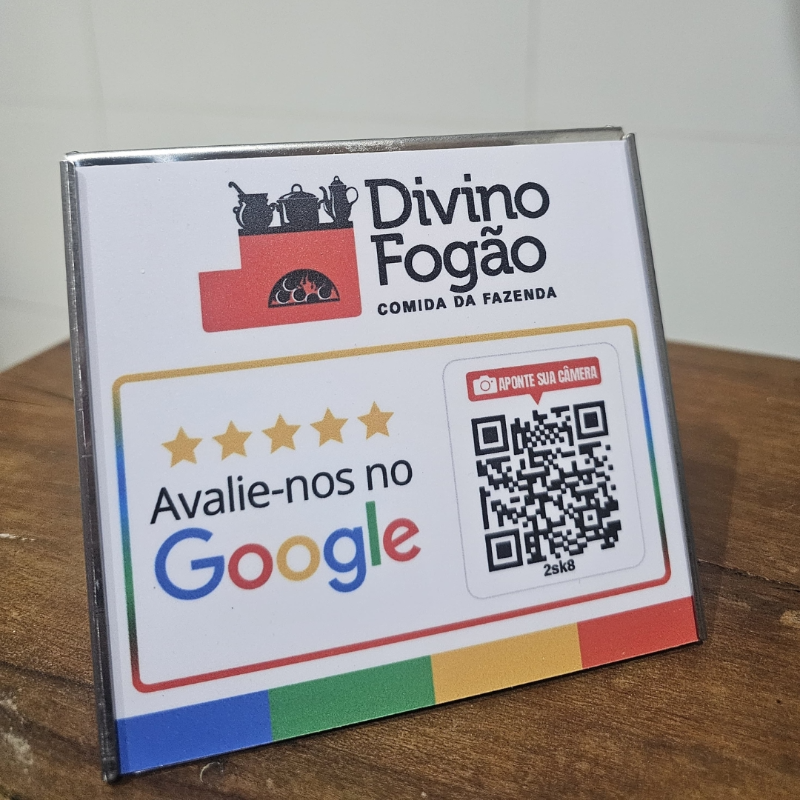 Divino
Fogão
COMIDA DA FAZENDA
APONTE SUA CÂMERA
Avalie-nos no
Google
2sk8